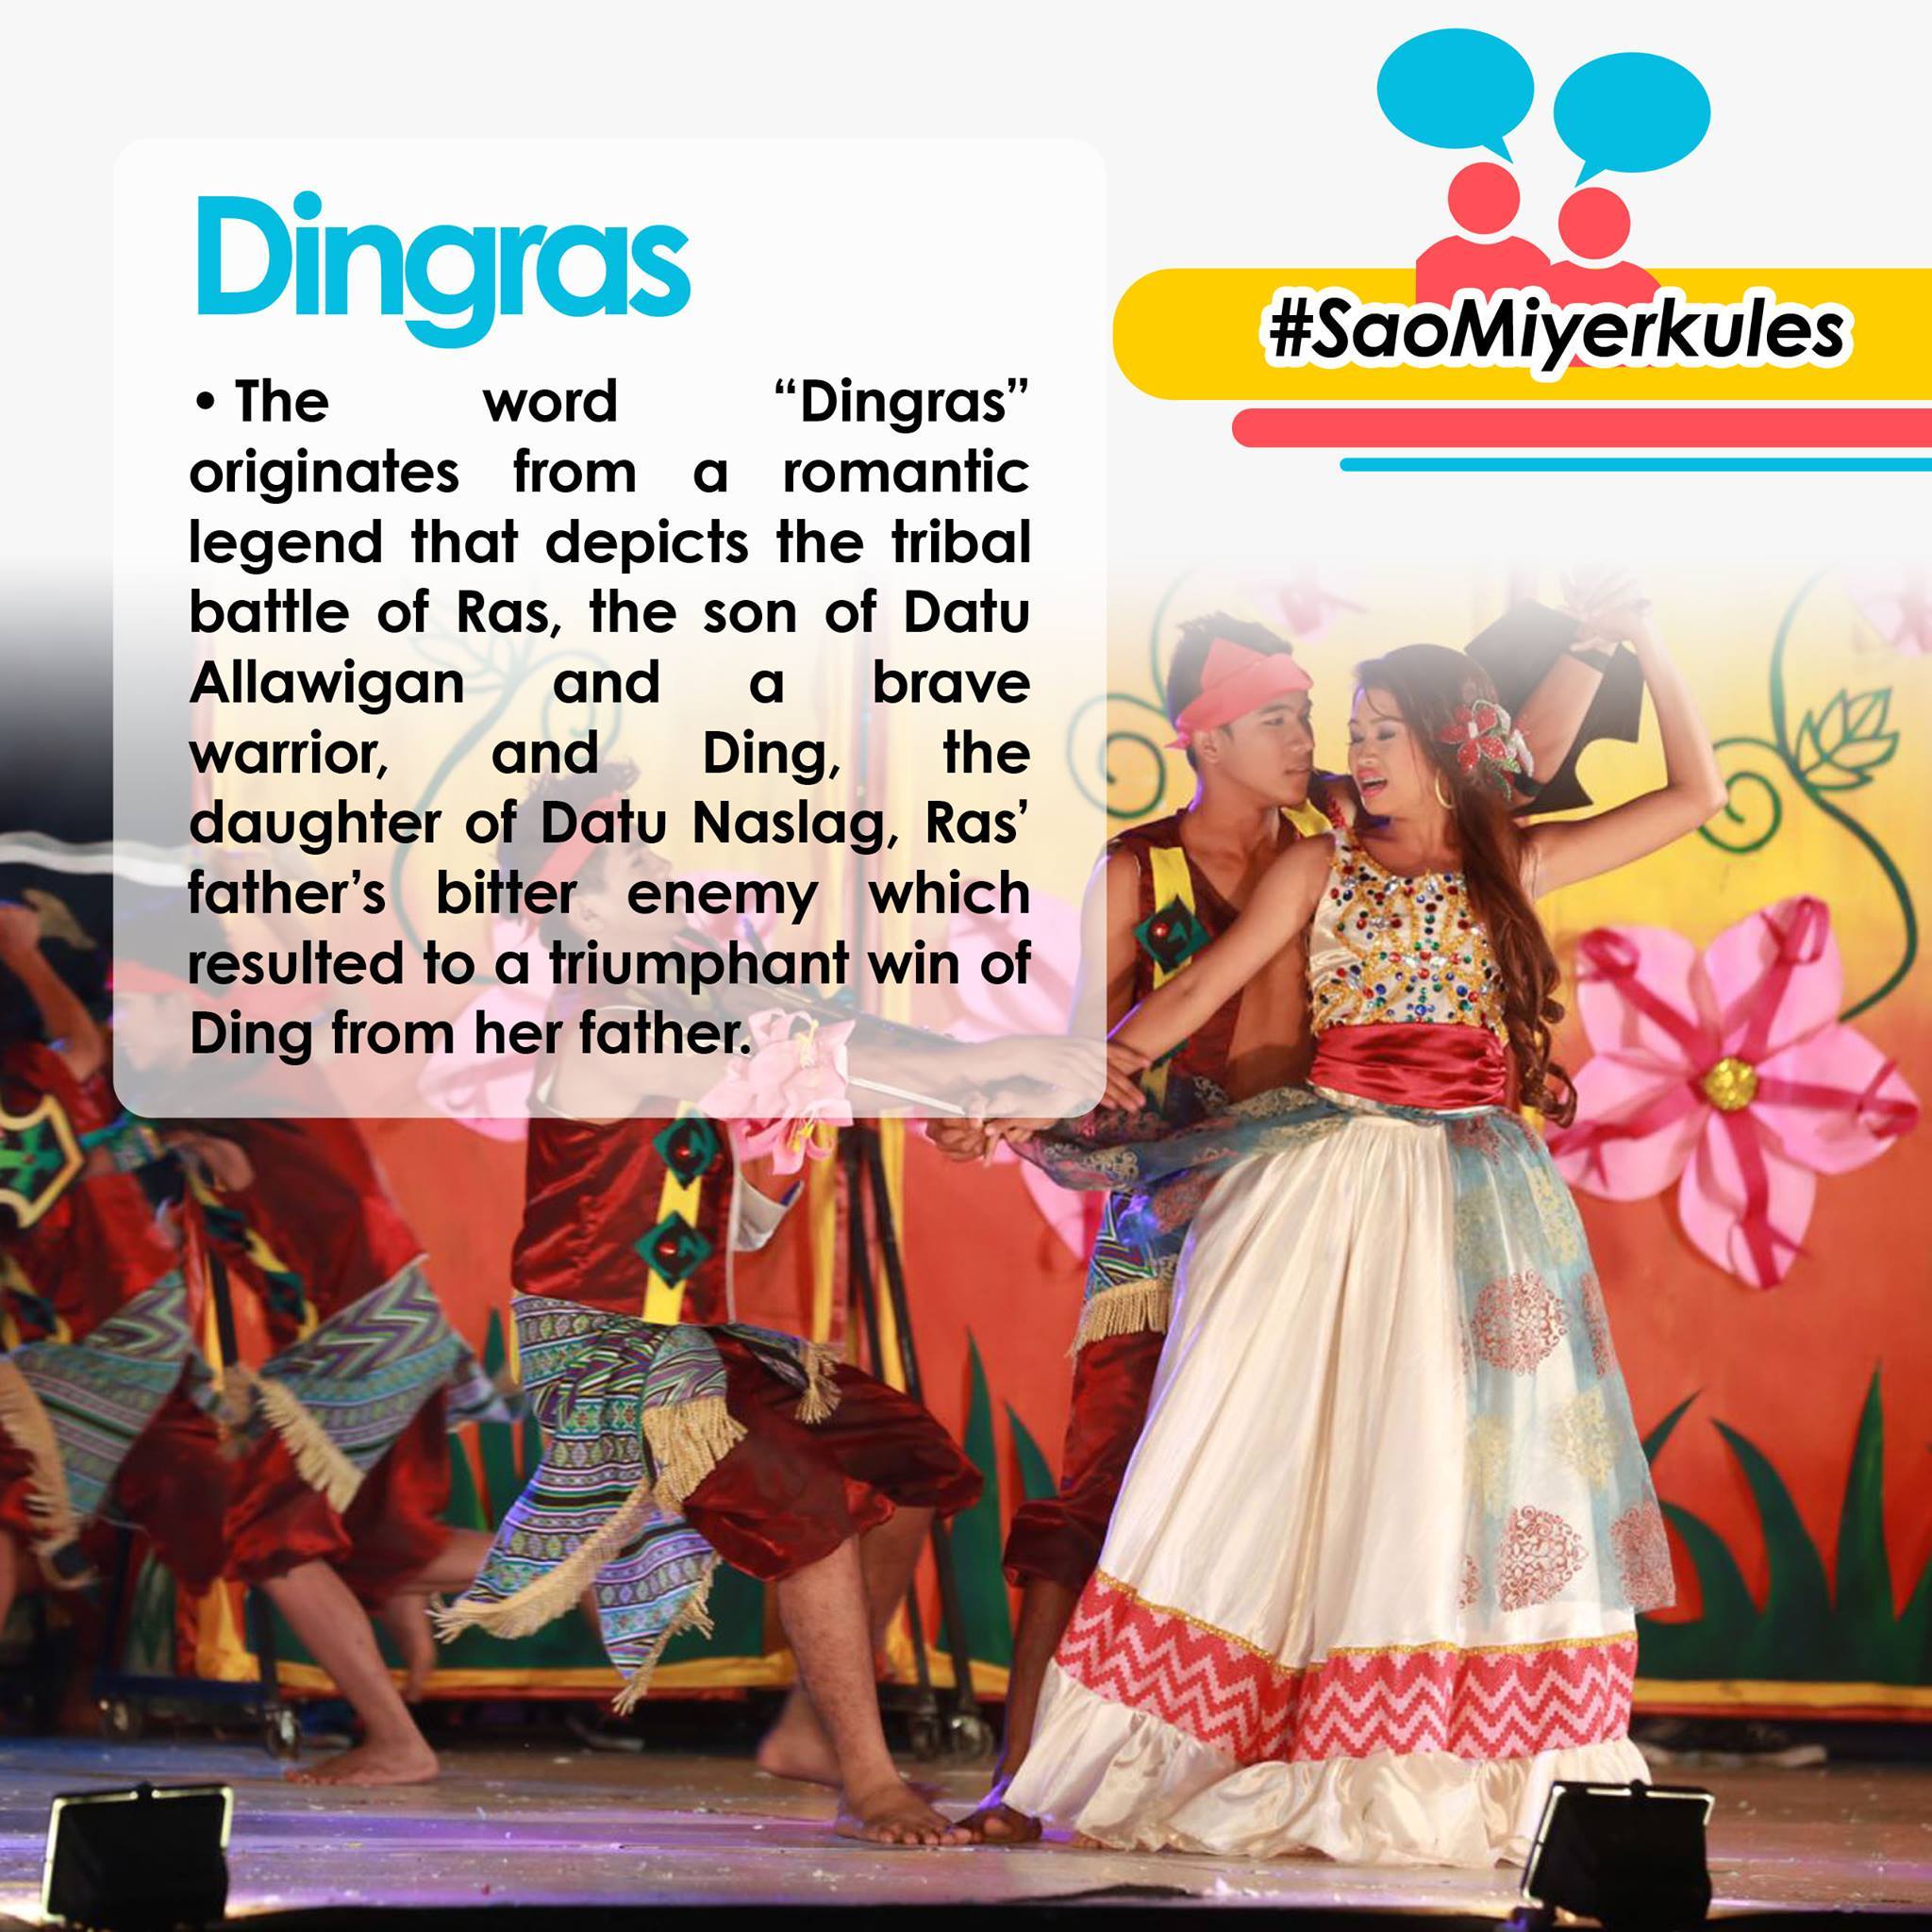 Dingras
#SaoMiyerkules
• The word “Dingras”
originates from a romantic
legend that depicts the tribal
battle of Ras, the son of Datu
Allawigan and a brave
warrior, and Ding, the
daughter of Datu Naslag, Ras’
father’s bitter enemy which
resulted to a triumphant win of
Ding from her father.